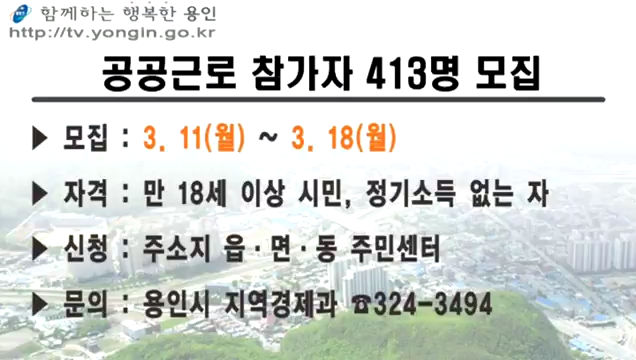 함께하는 행복한 용인
http://tv.yongin.go.kr
공공근로 참가자 413명 모집
▶ 모집 : 3. 11(월) ~ 3. 18(월)
▶ 자격 : 만 18세 이상 시민, 정기소득 없는 자
▶ 신청 : 주소지 읍·면·동 주민센터
▶ 문의 : 용인시 지역경제과 ☎324-3494